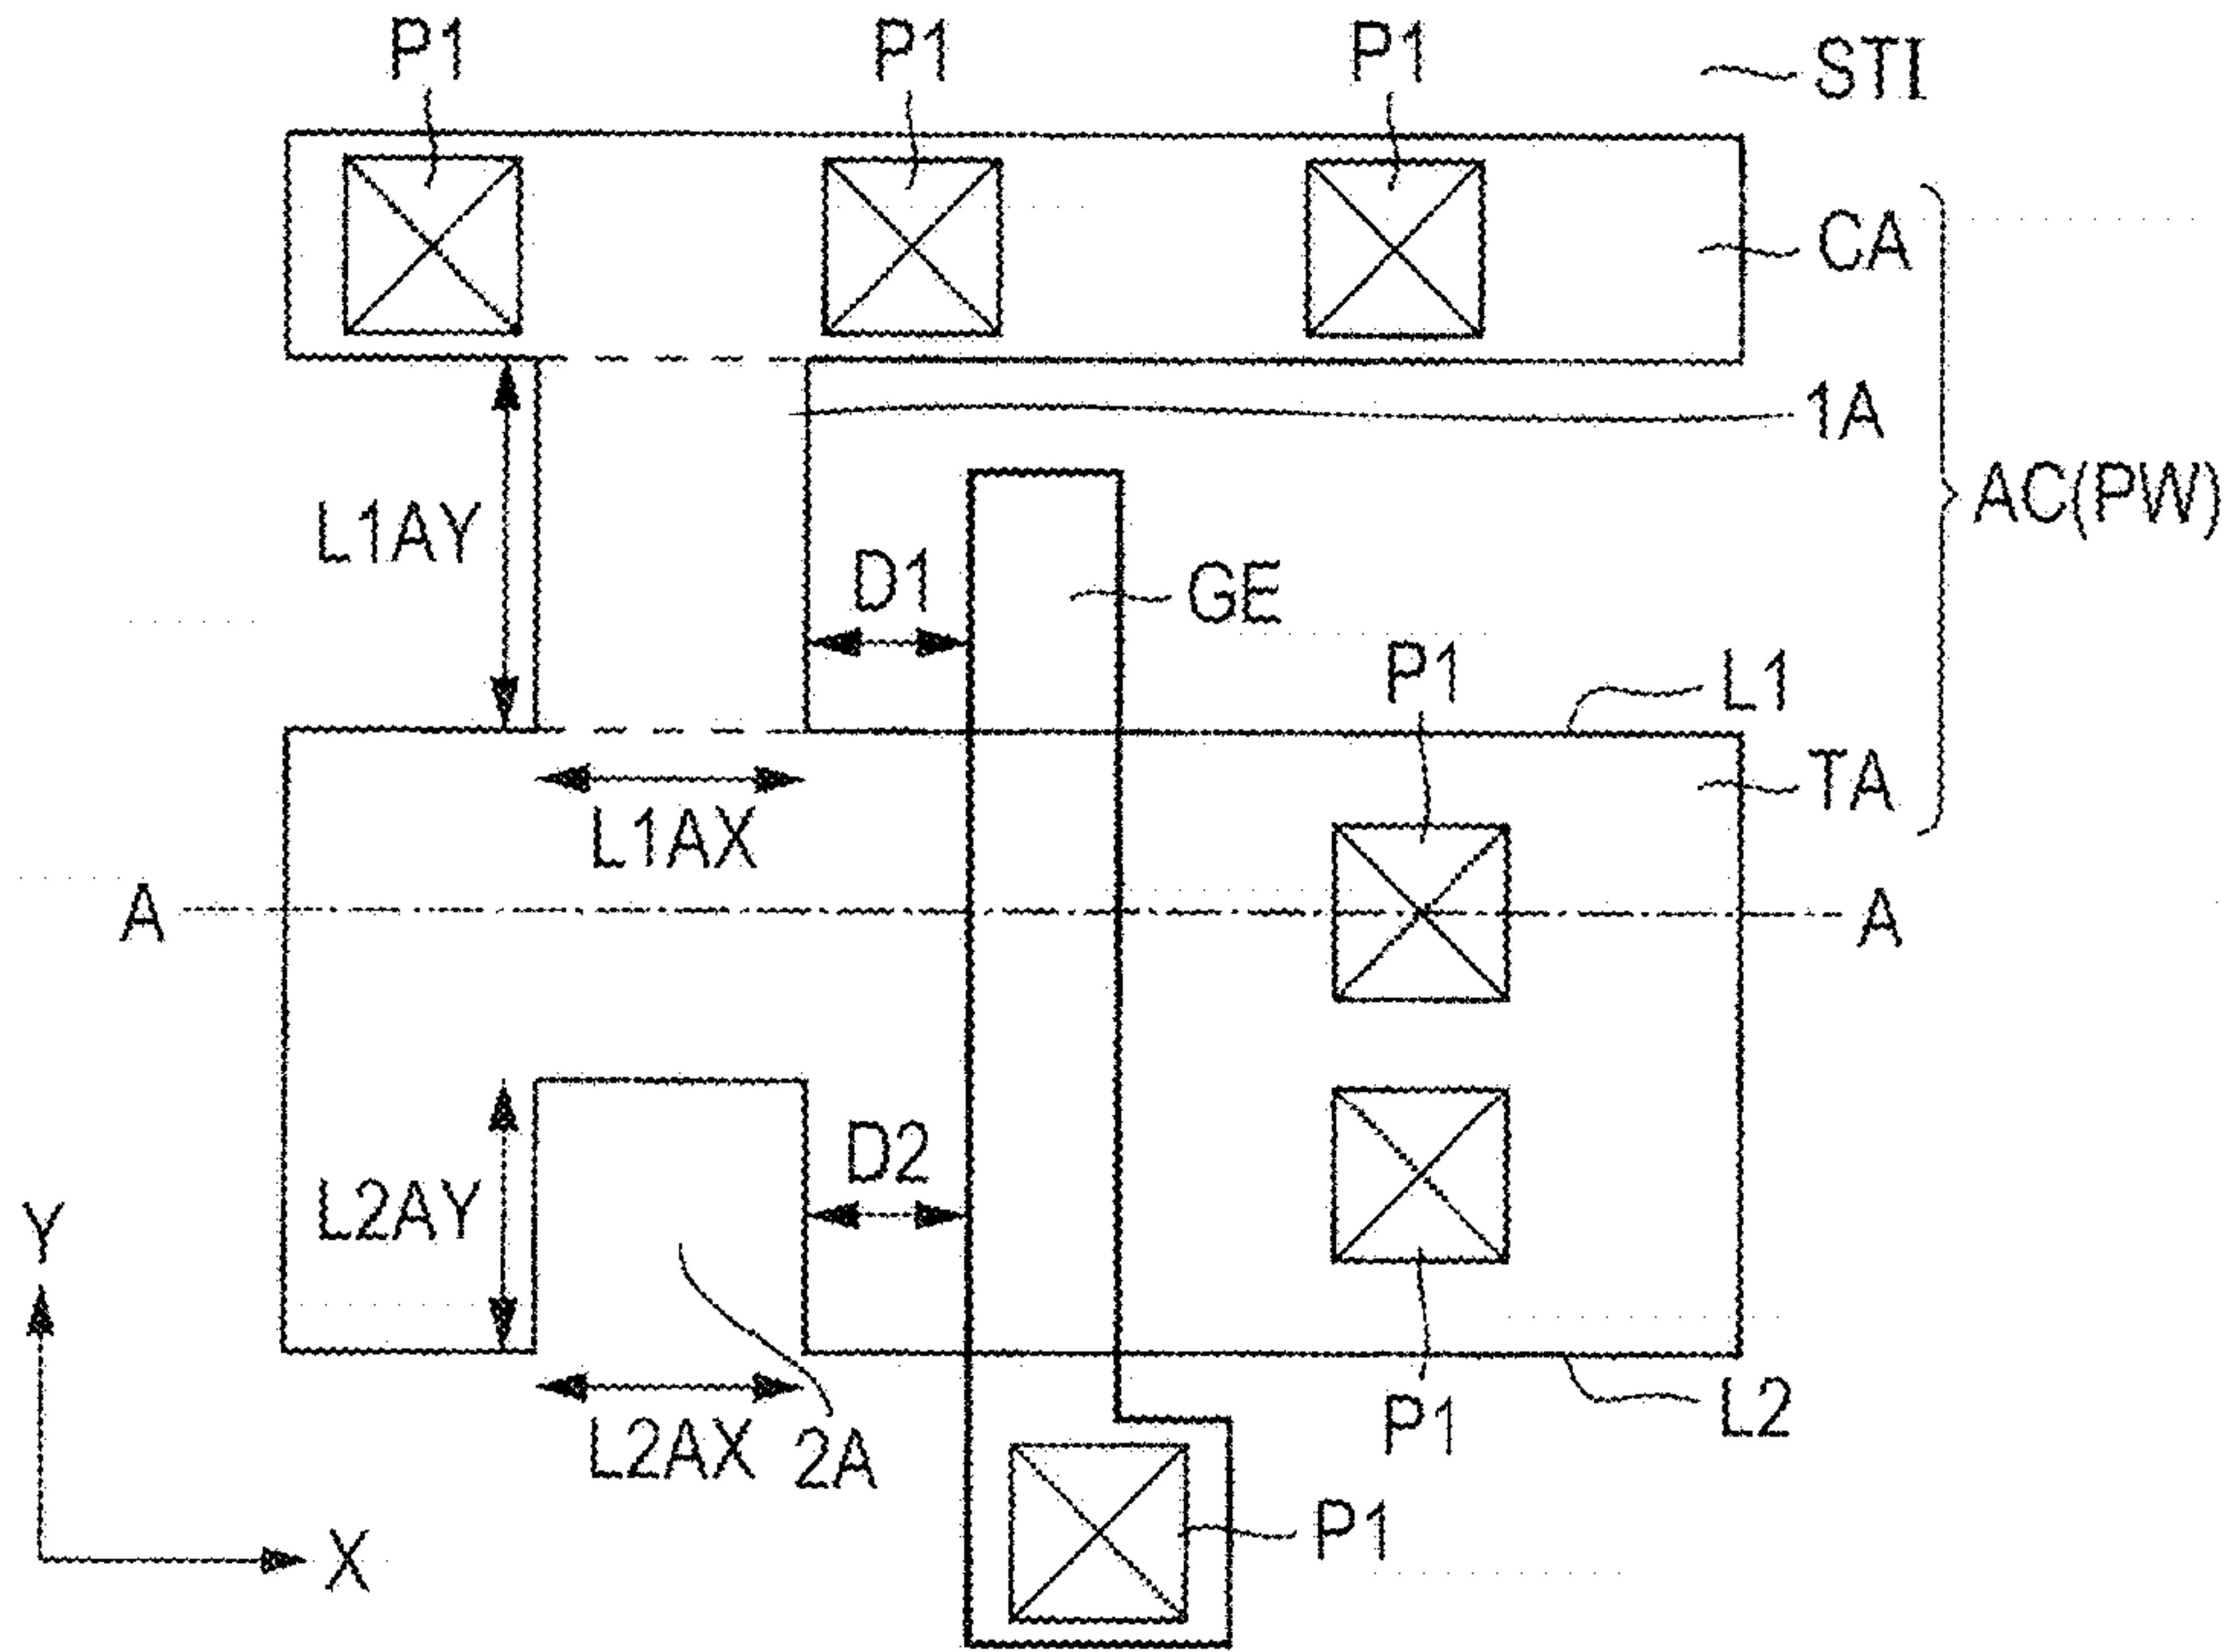 P1 P1 P1 STI
CA
1A
L1AY
AC(PW)
D1 GE
P1 L1
TA
L1AX
A A
D2
L2AY
Y
P1 L2
L2AX 2A
P1
X